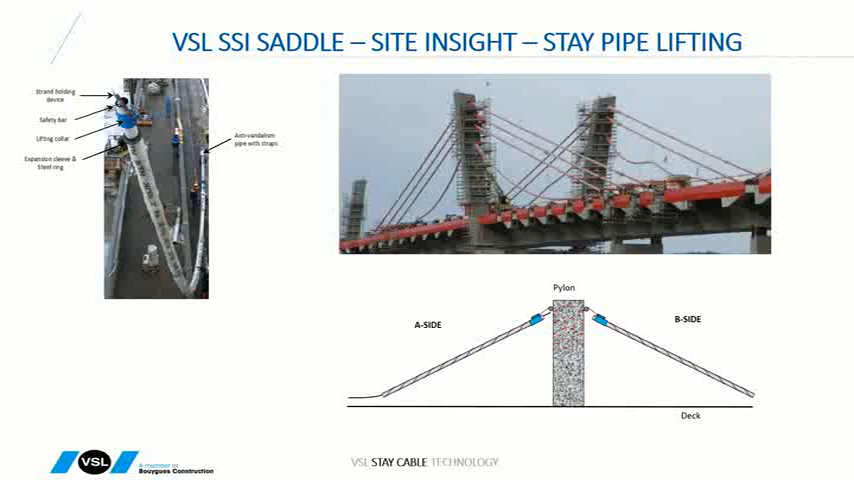 VSL SSI SADDLE – SITE INSIGHT – STAY PIPE LIFTING
Strand holding
device
Safety bar
Lifting collar
Expansion sleeve &
Steel ring
Anti-vandalism
pipe with straps
Pylon
A-SIDE
B-SIDE
Deck
VSL
A member of
Bouygues Construction
VSL STAY CABLE TECHNOLOGY